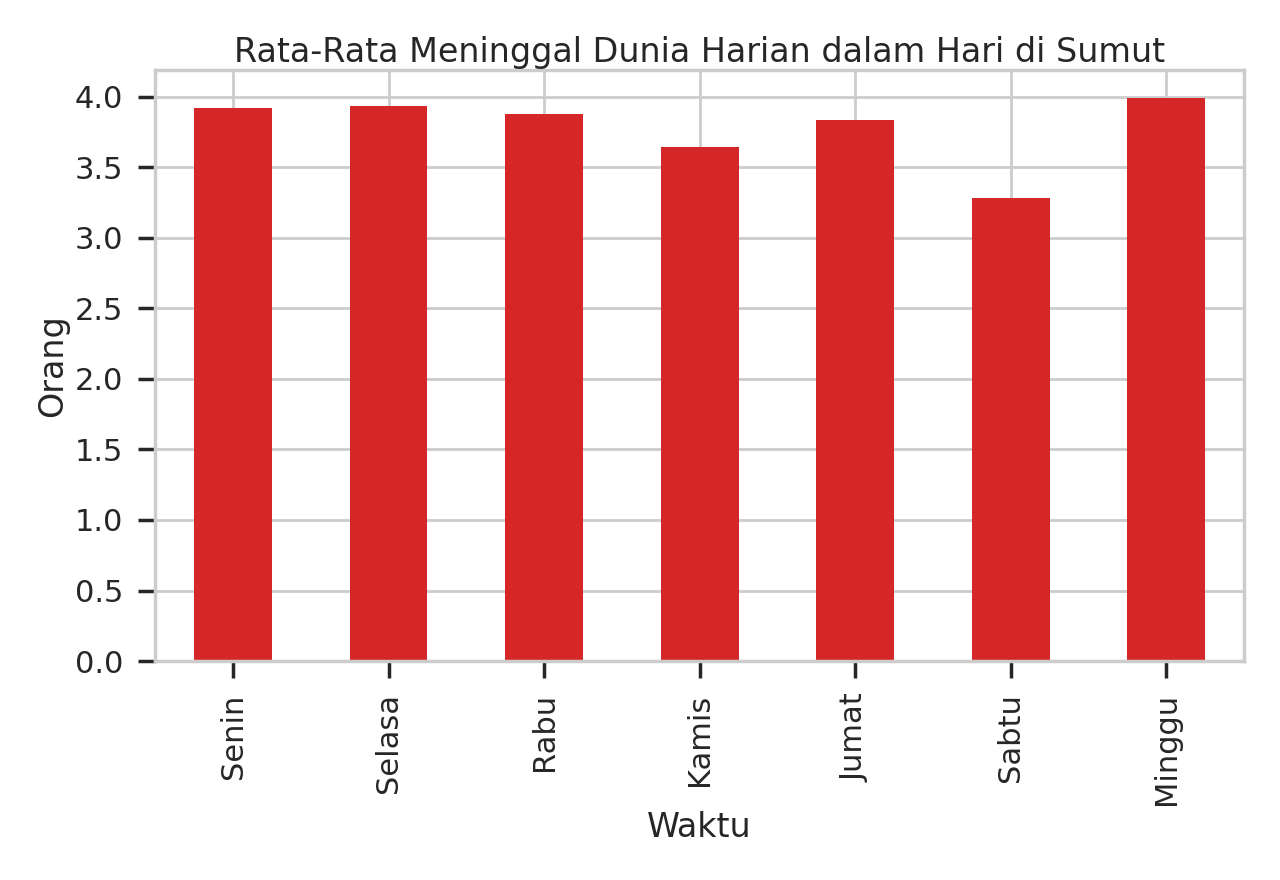 Rata-Rata Meninggal Dunia Harian dalam Hari di Sumut
4.0
3.5
3.0
2.5
2.0
1.5
1.0
0.5
0.0
Orang
Senin
Selasa
Rabu
Kamis
Jumat
Sabtu
Minggu
Waktu